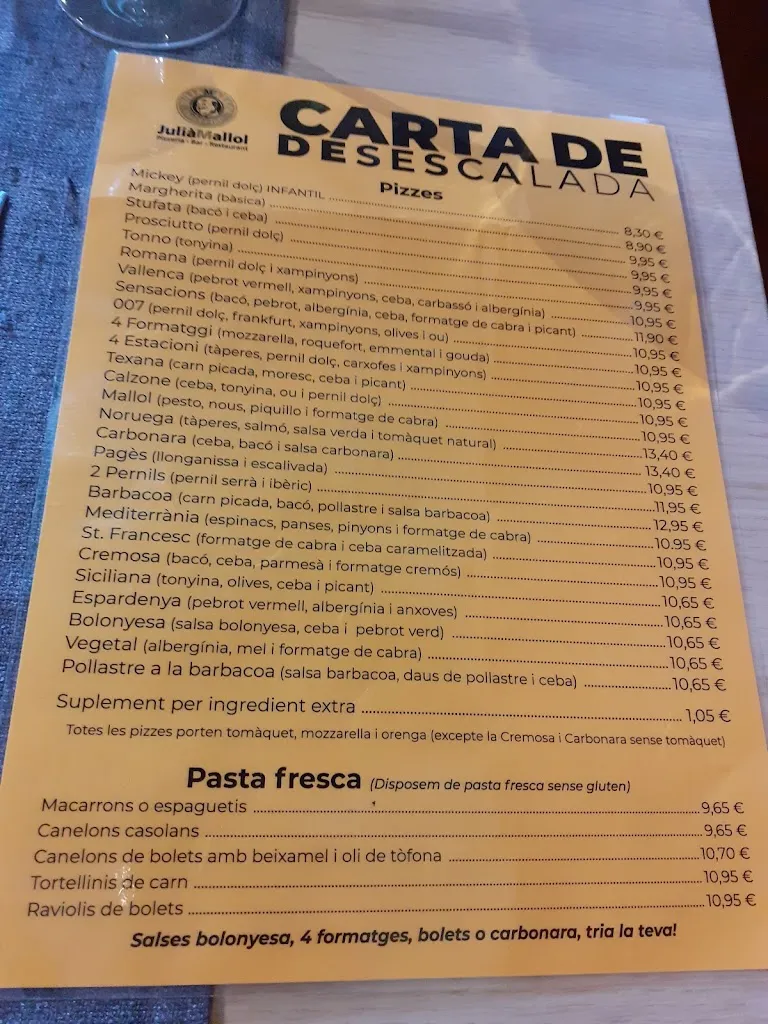 JuliàMallol
Pizzeria - Bar - Restaurant
CARTA DE
DESESCALADA
Pizzes
Mickey (pernil dolç) INFANTIL 8,30 €
Margherita (bàsica) 8,90 €
Stufata (bacó i ceba) 9,95 €
Prosciutto (pernil dolç) 9,95 €
Tonno (tonyina) 9,95 €
Romana (pernil dolç i xampinyons) 9,95 €
Vallenca (pebrot vermell, xampinyons, ceba, carbassó i albergínia) 10,95 €
Sensacions (bacó, pebrot, albergínia, ceba, formatge de cabra i picant) 11,90 €
007 (pernil dolç, frankfurt, xampinyons, olives i ou) 10,95 €
4 Formatggi (mozzarella, roquefort, emmental i gouda) 10,95 €
4 Estacioni (tàperes, pernil dolç, carxofes i xampinyons) 10,95 €
Texana (carn picada, moresc, ceba i picant) 10,95 €
Calzone (ceba, tonyina, ou i pernil dolç) 10,95 €
Mallol (pesto, nous, piquillo i formatge de cabra) 10,95 €
Noruega (tàperes, salmó, salsa verda i tomàquet natural) 13,40 €
Carbonara (ceba, bacó i salsa carbonara) 13,40 €
Pagès (llonganissa i escalivada) 10,95 €
2 Pernils (pernil serrà i ibèric) 11,95 €
Barbacoa (carn picada, bacó, pollastre i salsa barbacoa) 12,95 €
Mediterrània (espinacs, panses, pinyons i formatge de cabra) 10.95 €
St. Francesc (formatge de cabra i ceba caramelitzada) 10,95 €
Cremosa (bacó, ceba, parmesà i formatge cremós) 10,95 €
Siciliana (tonyina, olives, ceba i picant) 10,65 €
Espardenya (pebrot vermell, albergínia i anxoves) 10,65 €
Bolonyesa (salsa bolonyesa, ceba i pebrot verd) 10,65 €
Vegetal (albergínia, mel i formatge de cabra) 10,65 €
Pollastre a la barbacoa (salsa barbacoa, daus de pollastre i ceba) 10,65 €
Suplement per ingredient extra 1,05 €
Totes les pizzes porten tomàquet, mozzarella i orenga (excepte la Cremosa i Carbonara sense tomàquet)
Pasta fresca (Disposem de pasta fresca sense gluten)
Macarrons o espaguetis 9,65 €
Canelons casolans 9,65 €
Canelons de bolets amb beixamel i oli de tòfona 10,70 €
Tortellinis de carn 10,95 €
Raviolis de bolets 10,95 €
Salses bolonyesa, 4 formatges, bolets o carbonara, tria la teva!